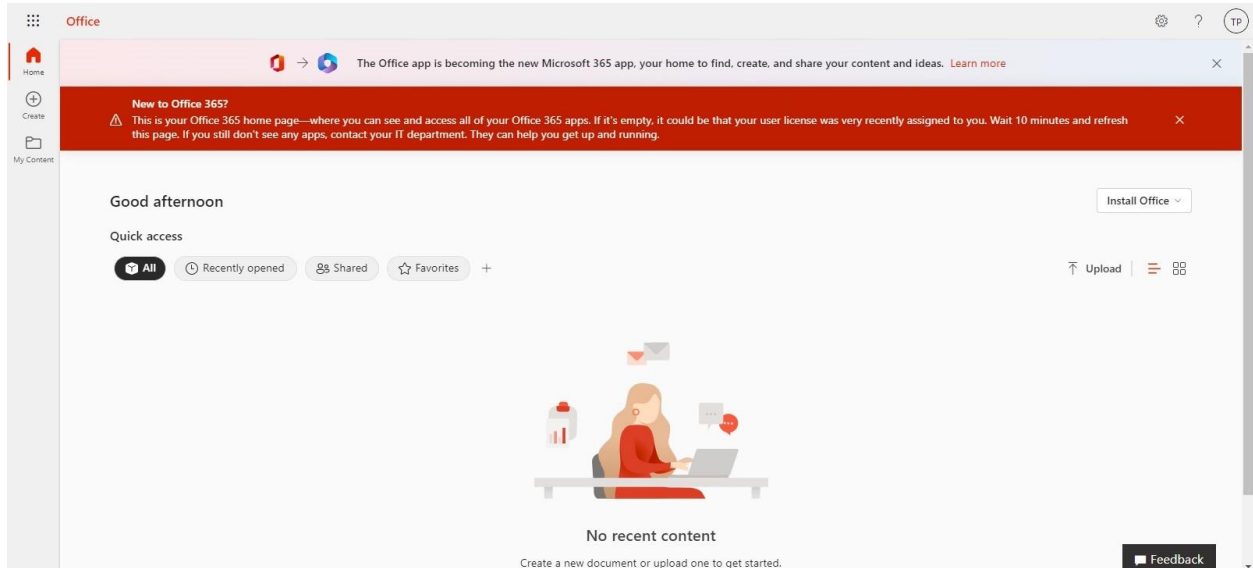 Office
?
TP
Home
Create
My Content
The Office app is becoming the new Microsoft 365 app, your home to find, create, and share your content and ideas. Learn more
New to Office 365?
This is your Office 365 home page—where you can see and access all of your Office 365 apps. If it's empty, it could be that your user license was very recently assigned to you. Wait 10 minutes and refresh
this page. If you still don't see any apps, contact your IT department. They can help you get up and running.
Good afternoon
Install Office
Quick access
All Recently opened Shared Favorites +
Upload
No recent content
Create a new document or upload one to get started.
Feedback